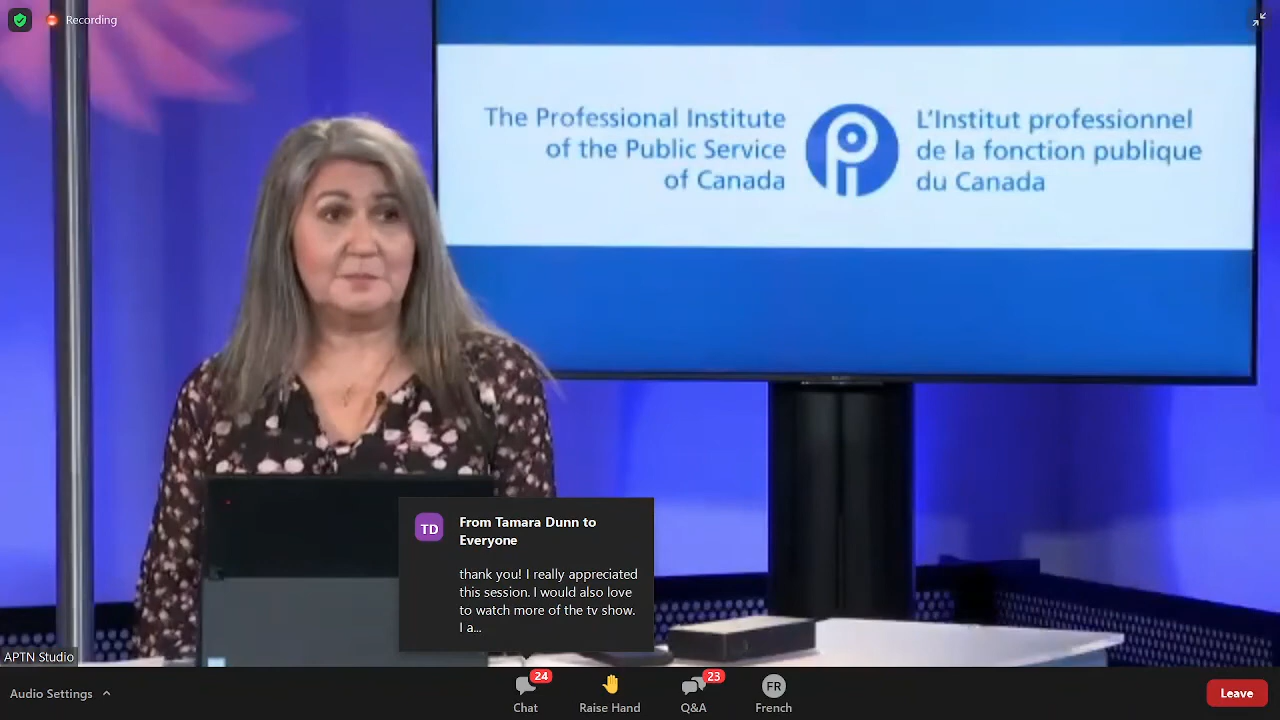 Recording
The Professional Institute
of the Public Service
of Canada
L'Institut professionnel
de la fonction publique
du Canada
TD
From Tamara Dunn to
Everyone
thank you! I really appreciated
this session. I would also love
to watch more of the tv show.
I a...
APTN Studio
Audio Settings
24
Chat
Raise Hand
23
Q&A
FR
French
Leave